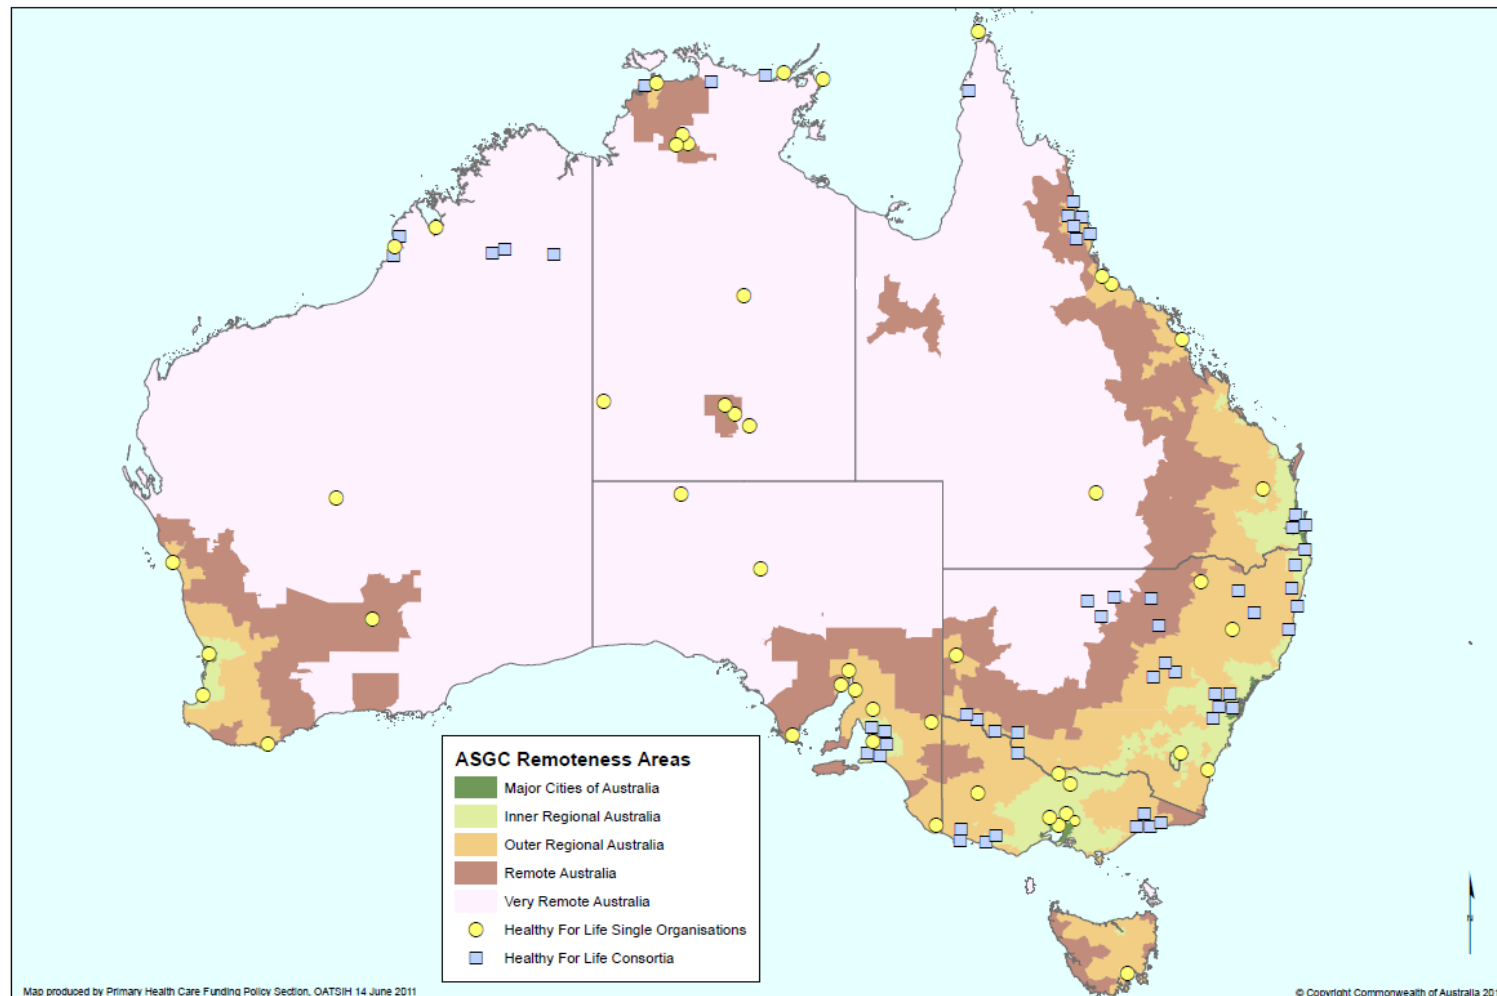 ASGC Remoteness Areas
Major Cities of Australia
Inner Regional Australia
Outer Regional Australia
Remote Australia
Very Remote Australia
Healthy For Life Single Organisations
Healthy For Life Consortia
N
Map produced by Primary Health Care Funding Policy Section, OATSIH 14 June 2011
© Copyright Commonwealth of Australia 201